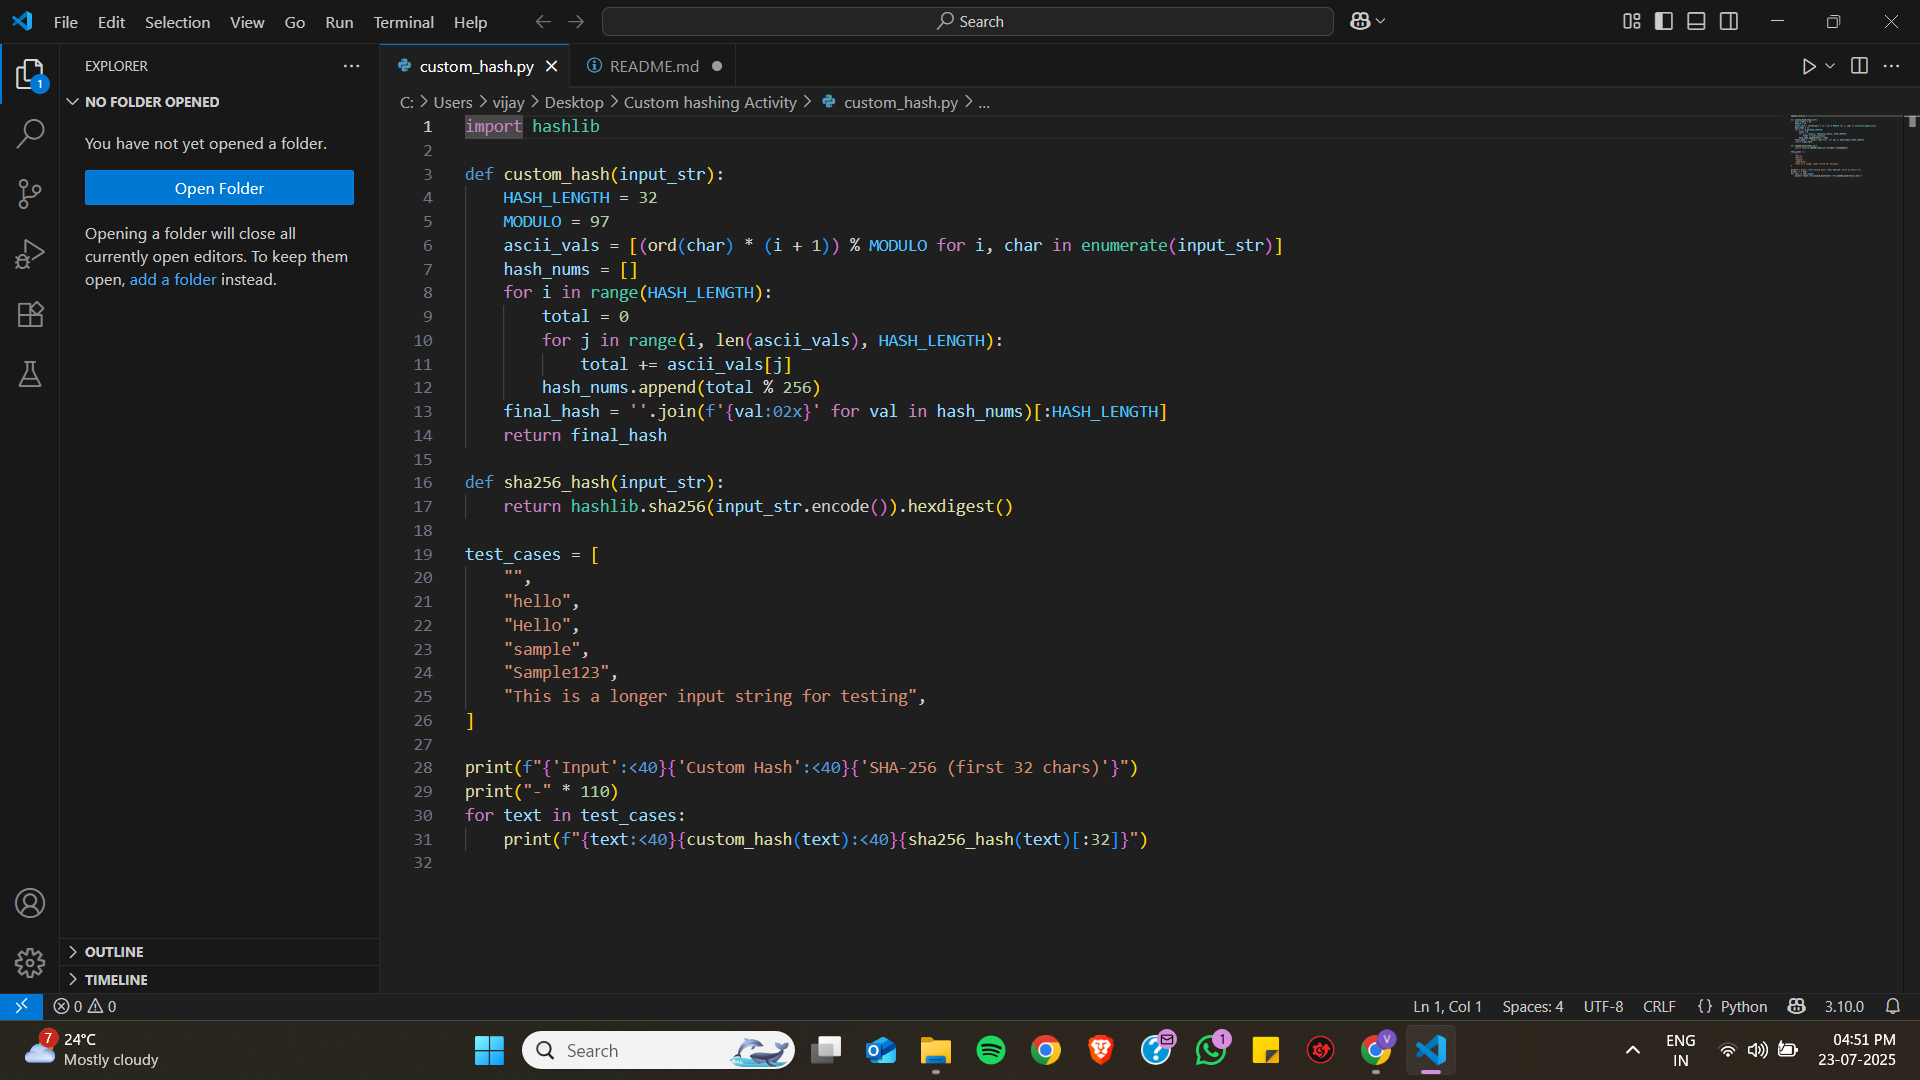 File Edit Selection View Go Run Terminal Help
Search
EXPLORER
1
NO FOLDER OPENED
You have not yet opened a folder.
Open Folder
Opening a folder will close all
currently open editors. To keep them
open, add a folder instead.
OUTLINE
TIMELINE
custom_hash.py
README.md
C: > Users > vijay > Desktop > Custom hashing Activity > custom_hash.py > ...
1 import hashlib
2
3 def custom_hash(input_str):
4     HASH_LENGTH = 32
5     MODULO = 97
6     ascii_vals = [(ord(char) * (i + 1)) % MODULO for i, char in enumerate(input_str)]
7     hash_nums = []
8     for i in range(HASH_LENGTH):
9         total = 0
10         for j in range(i, len(ascii_vals), HASH_LENGTH):
11             total += ascii_vals[j]
12         hash_nums.append(total % 256)
13     final_hash = ''.join(f'{val:02x}' for val in hash_nums)[:HASH_LENGTH]
14     return final_hash
15
16 def sha256_hash(input_str):
17     return hashlib.sha256(input_str.encode()).hexdigest()
18
19 test_cases = [
20     "",
21     "hello",
22     "Hello",
23     "sample",
24     "Sample123",
25     "This is a longer input string for testing",
26 ]
27
28 print(f"{'Input':<40}{'Custom Hash':<40}{'SHA-256 (first 32 chars)'}")
29 print("-" * 110)
30 for text in test_cases:
31     print(f"{text:<40}{custom_hash(text):<40}{sha256_hash(text)[:32]}")
32
0 0
Ln 1, Col 1 Spaces: 4 UTF-8 CRLF {} Python 3.10.0
7
24°C
Mostly cloudy
Search
1
V
ENG
IN
04:51 PM
23-07-2025